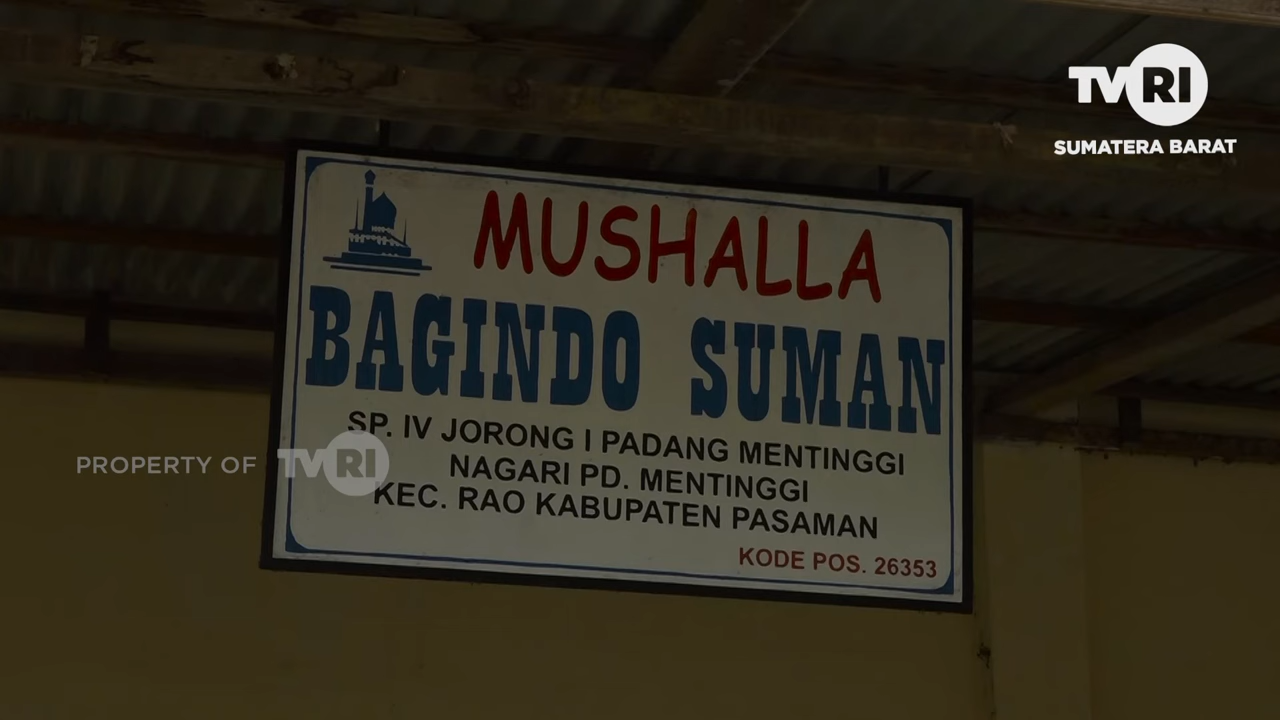 TVRI
SUMATERA BARAT
MUSHALLA
BAGINDO SUMAN
SP. IV JORONG I PADANG MENTINGGI
NAGARI PD. MENTINGGI
KEC. RAO KABUPATEN PASAMAN
KODE POS. 26353
PROPERTY OF TVRI